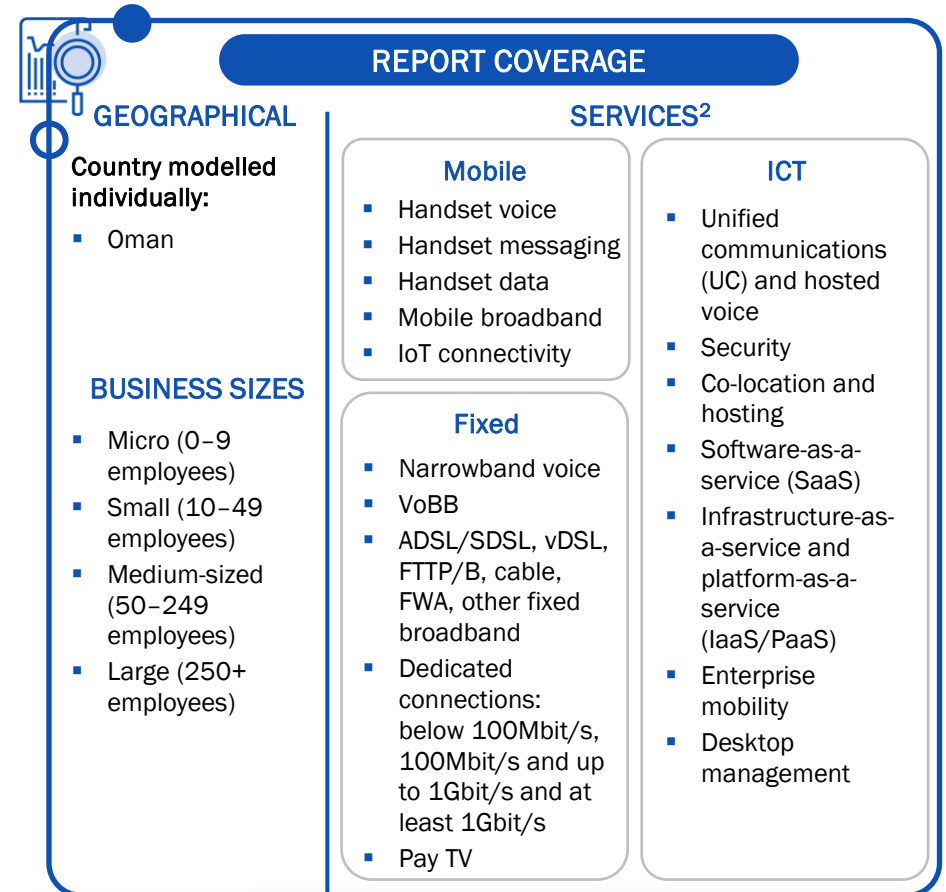 REPORT COVERAGE
GEOGRAPHICAL
Country modelled
individually:
▪ Oman
BUSINESS SIZES
▪ Micro (0–9
employees)
▪ Small (10–49
employees)
▪ Medium-sized
(50–249
employees)
▪ Large (250+
employees)
SERVICES²
Mobile
▪ Handset voice
▪ Handset messaging
▪ Handset data
▪ Mobile broadband
▪ IoT connectivity
Fixed
▪ Narrowband voice
▪ VoBB
▪ ADSL/SDSL, vDSL,
FTTP/B, cable,
FWA, other fixed
broadband
▪ Dedicated
connections:
below 100Mbit/s,
100Mbit/s and up
to 1Gbit/s and at
least 1Gbit/s
▪ Pay TV
ICT
▪ Unified
communications
(UC) and hosted
voice
▪ Security
▪ Co-location and
hosting
▪ Software-as-a-
service (SaaS)
▪ Infrastructure-as-
a-service and
platform-as-a-
service
(IaaS/PaaS)
▪ Enterprise
mobility
▪ Desktop
management